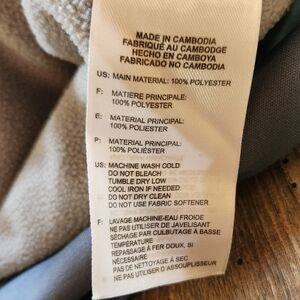 MADE IN CAMBODIA
FABRIQUÉ AU CAMBODGE
HECHO EN CAMBOYA
FABRICADO NO CAMBODIA
US: MAIN MATERIAL: 100% POLYESTER
F: MATIERE PRINCIPALE:
100% POLYESTER
E: MATERIAL PRINCIPAL:
100% POLIESTER
P: MATERIAL PRINCIPAL:
100% POLIÉSTER
US: MACHINE WASH COLD
DO NOT BLEACH
TUMBLE DRY LOW
COOL IRON IF NEEDED
DO NOT DRY CLEAN
DO NOT USE FABRIC SOFTENER
F: LAVAGE MACHINE-EAU FROIDE
NE PAS UTILISER DE JAVELISANT
SÉCHAGE PAR CULBUTAGE À BASSE
TEMPÉRATURE
REPASSAGE À FER DOUX, SI
NÉCESSAIRE
PAS DE NETTOYAGE À SEC
NE PAS UTILISER D'ASSOUPLISSEUR